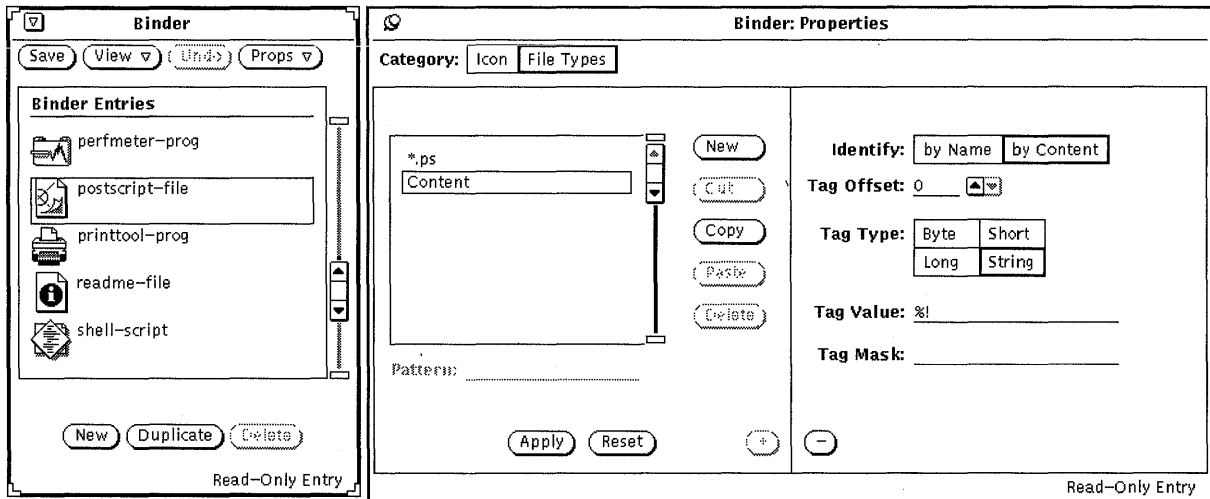 Binder
Save View Undo Props
Binder Entries
perfmeter-prog
postscript-file
printtool-prog
readme-file
shell-script
New Duplicate Delete
Read-Only Entry
Binder: Properties
Category: Icon File Types
*.ps
Content
New
Cut
Copy
Paste
Delete
Pattern:
Apply Reset +
Identify: by Name by Content
Tag Offset: 0
Tag Type: Byte Short
Long String
Tag Value: %!
Tag Mask:
−
Read-Only Entry